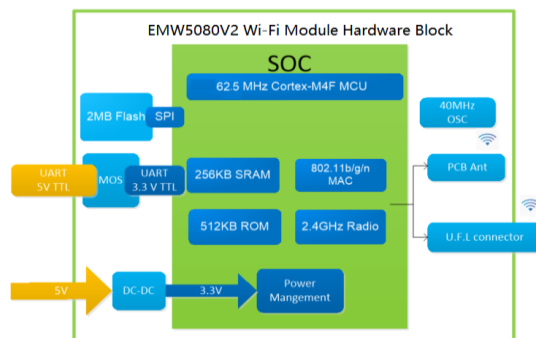 EMW5080V2 Wi-Fi Module Hardware Block
SOC
62.5 MHz Cortex-M4F MCU
2MB Flash
SPI
40MHz
OSC
UART
5V TTL
MOS
UART
3.3 V TTL
256KB SRAM
802.11b/g/n
MAC
PCB Ant
512KB ROM
2.4GHz Radio
U.F.L connector
5V
DC-DC
3.3V
Power
Mangement